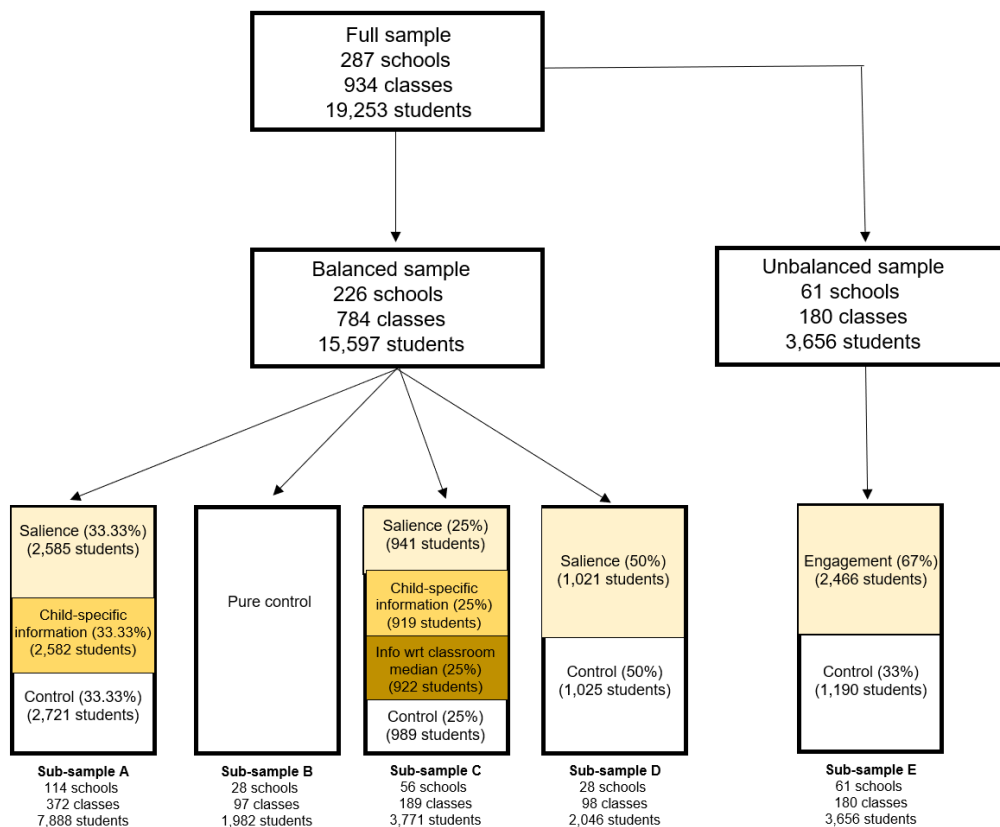 Full sample
287 schools
934 classes
19,253 students
Balanced sample
226 schools
784 classes
15,597 students
Unbalanced sample
61 schools
180 classes
3,656 students
Salience (33.33%)
(2,585 students)
Child-specific
information (33.33%)
(2,582 students)
Control (33.33%)
(2,721 students)
Pure control
Salience (25%)
(941 students)
Child-specific
information (25%)
(919 students)
Info wrt classroom
median (25%)
(922 students)
Control (25%)
(989 students)
Salience (50%)
(1,021 students)
Control (50%)
(1,025 students)
Engagement (67%)
(2,466 students)
Control (33%)
(1,190 students)
Sub-sample A
114 schools
372 classes
7,888 students
Sub-sample B
28 schools
97 classes
1,982 students
Sub-sample C
56 schools
189 classes
3,771 students
Sub-sample D
28 schools
98 classes
2,046 students
Sub-sample E
61 schools
180 classes
3,656 students